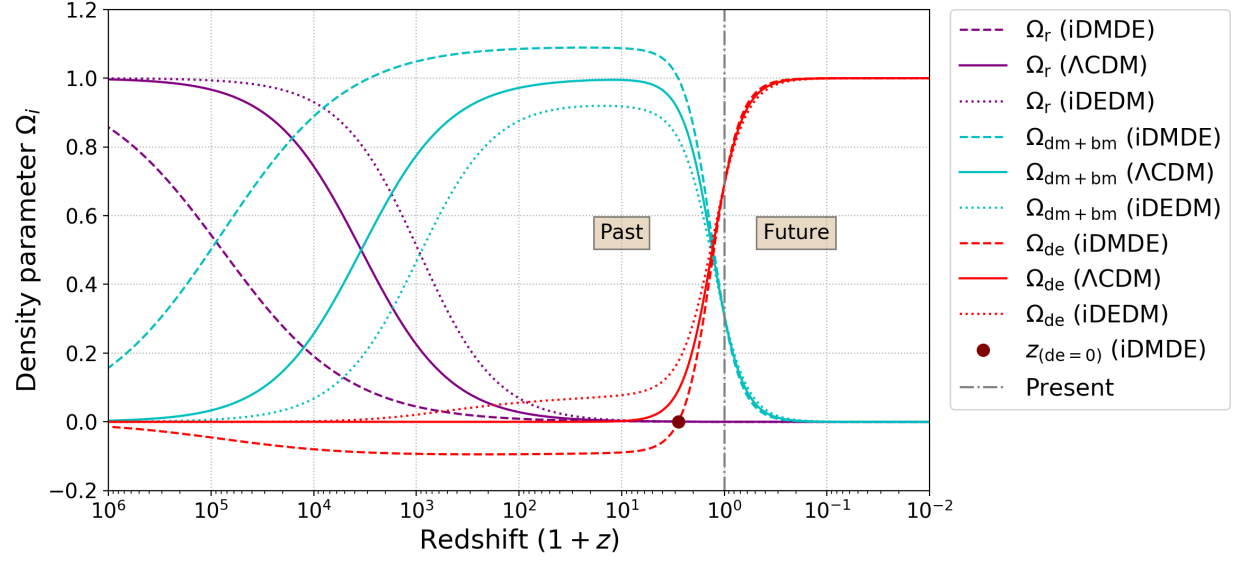 Density parameter Ω_i
1.2
1.0
0.8
0.6
0.4
0.2
0.0
−0.2
Past
Future
10^6
10^5
10^4
10^3
10^2
10^1
10^0
10^−1
10^−2
Redshift (1 + z)
Ω_r (iDMDE)
Ω_r (ΛCDM)
Ω_r (iDEDM)
Ω_dm+bm (iDMDE)
Ω_dm+bm (ΛCDM)
Ω_dm+bm (iDEDM)
Ω_de (iDMDE)
Ω_de (ΛCDM)
Ω_de (iDEDM)
z_(de=0) (iDMDE)
Present